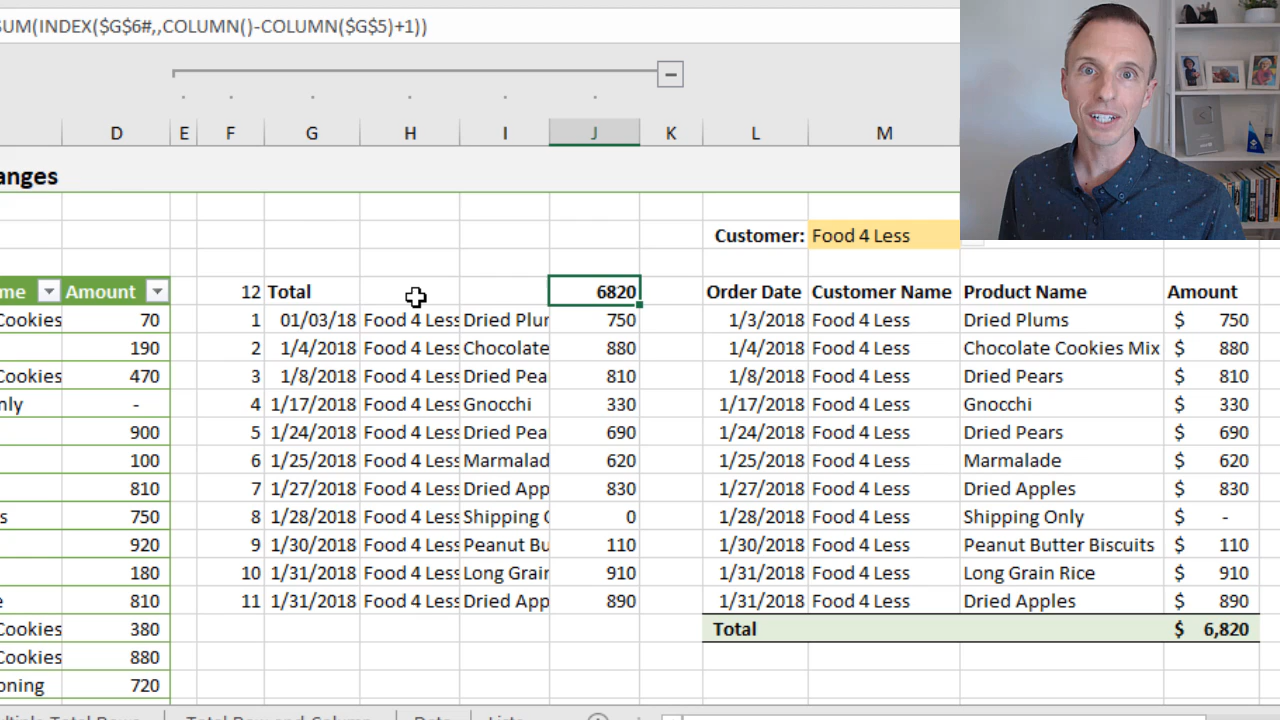 SUM(INDEX($G$6#,,COLUMN()-COLUMN($G$5)+1))
D E F G H I J K L M
anges
Customer: Food 4 Less
me Amount 12 Total 6820 Order Date Customer Name Product Name Amount
Cookies 70 1 01/03/18 Food 4 Less Dried Plur 750 1/3/2018 Food 4 Less Dried Plums $ 750
190 2 1/4/2018 Food 4 Less Chocolate 880 1/4/2018 Food 4 Less Chocolate Cookies Mix $ 880
Cookies 470 3 1/8/2018 Food 4 Less Dried Pea 810 1/8/2018 Food 4 Less Dried Pears $ 810
nly - 4 1/17/2018 Food 4 Less Gnocchi 330 1/17/2018 Food 4 Less Gnocchi $ 330
900 5 1/24/2018 Food 4 Less Dried Pea 690 1/24/2018 Food 4 Less Dried Pears $ 690
100 6 1/25/2018 Food 4 Less Marmalad 620 1/25/2018 Food 4 Less Marmalade $ 620
810 7 1/27/2018 Food 4 Less Dried App 830 1/27/2018 Food 4 Less Dried Apples $ 830
s 750 8 1/28/2018 Food 4 Less Shipping O 0 1/28/2018 Food 4 Less Shipping Only $ -
920 9 1/30/2018 Food 4 Less Peanut Bu 110 1/30/2018 Food 4 Less Peanut Butter Biscuits $ 110
180 10 1/31/2018 Food 4 Less Long Grain 910 1/31/2018 Food 4 Less Long Grain Rice $ 910
e 810 11 1/31/2018 Food 4 Less Dried App 890 1/31/2018 Food 4 Less Dried Apples $ 890
Cookies 380 Total $ 6,820
Cookies 880
oning 720